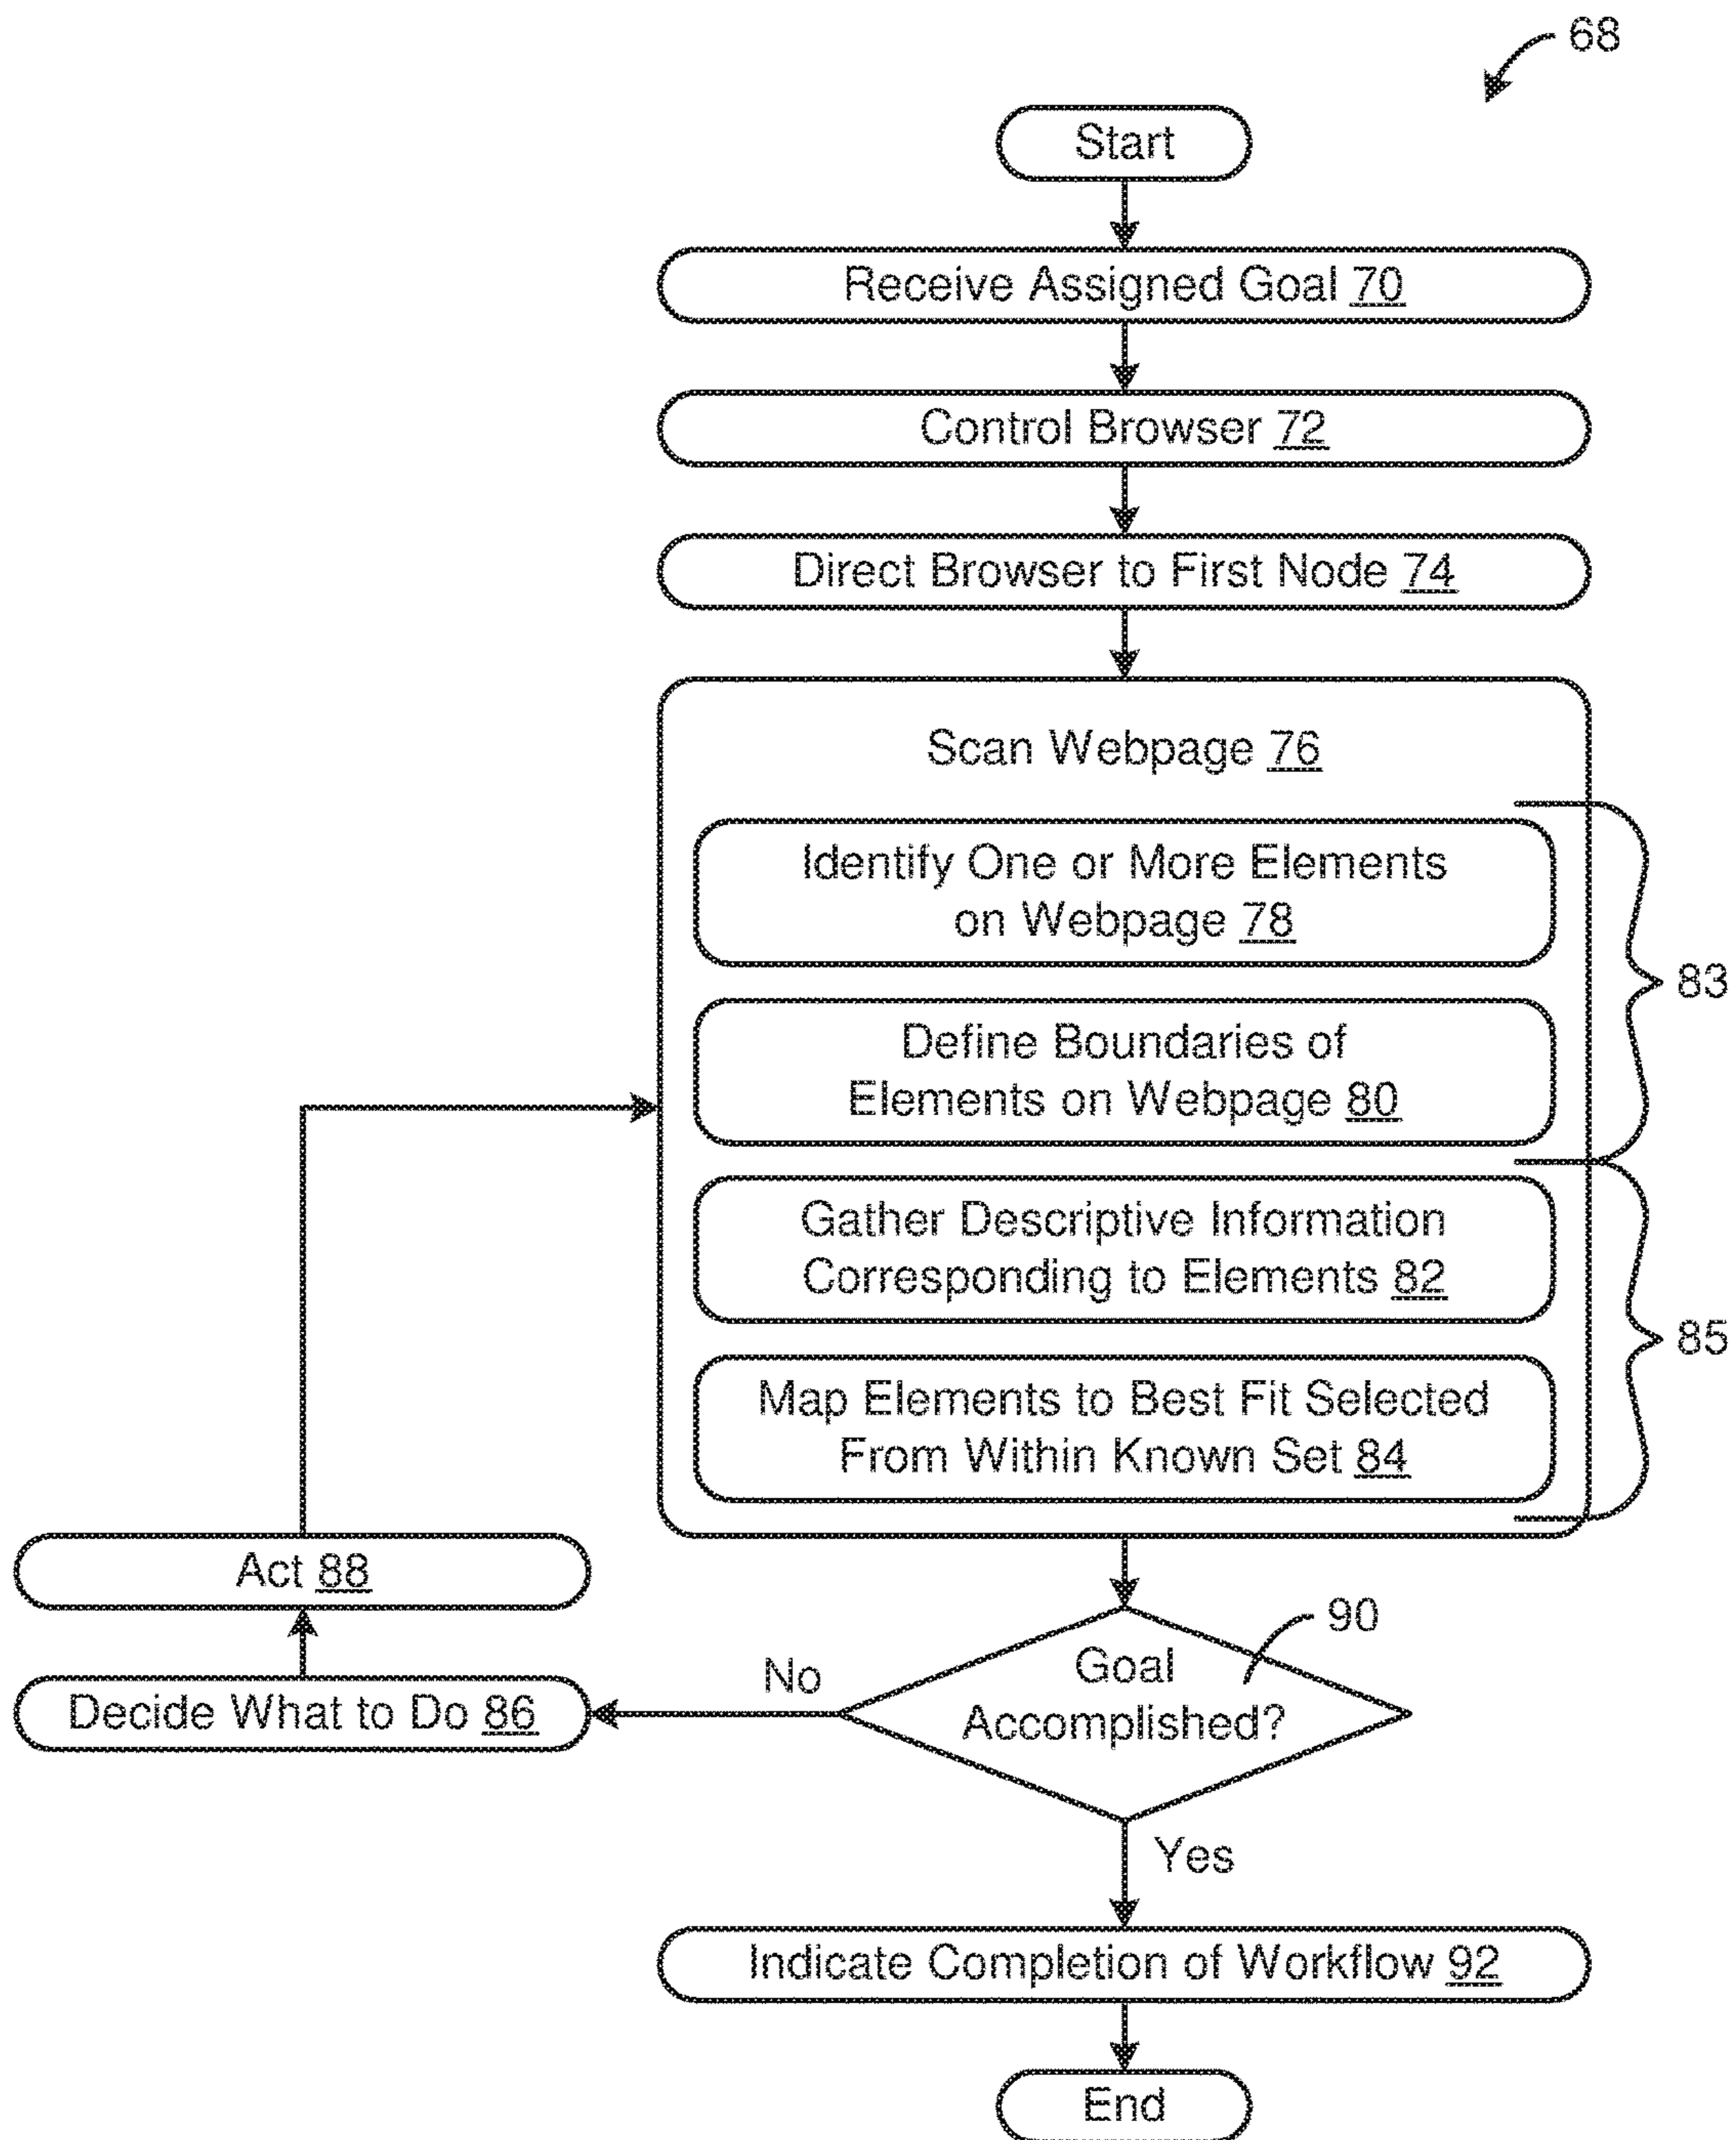 68
Start
Receive Assigned Goal 70
Control Browser 72
Direct Browser to First Node 74
Scan Webpage 76
Identify One or More Elements
on Webpage 78
83
Define Boundaries of
Elements on Webpage 80
Gather Descriptive Information
Corresponding to Elements 82
85
Map Elements to Best Fit Selected
From Within Known Set 84
Act 88
90
Goal
Accomplished?
No
Decide What to Do 86
Yes
Indicate Completion of Workflow 92
End